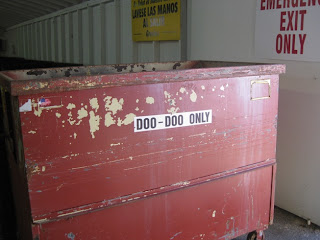 LAVESE LAS MANOS
EMERGENCY
EXIT
ONLY
DOO-DOO ONLY